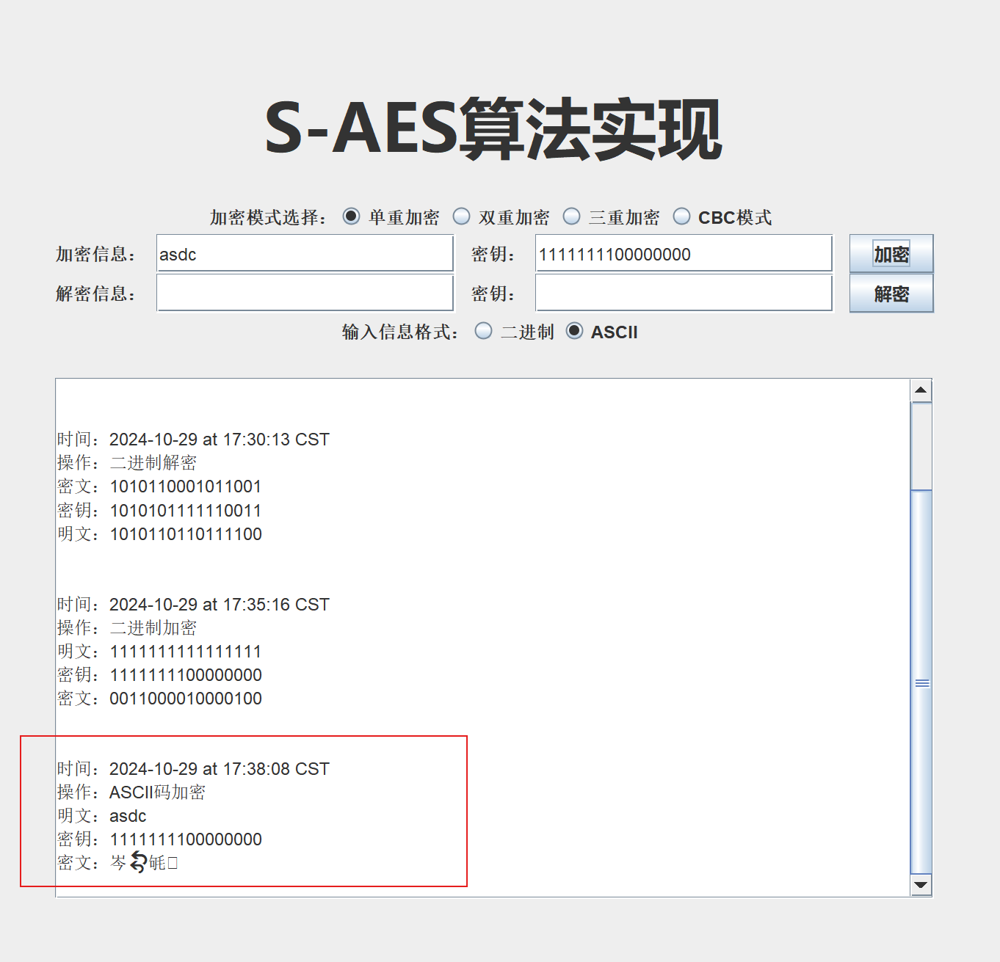 S-AES算法实现
加密模式选择： 单重加密 双重加密 三重加密 CBC模式
加密信息： asdc 密钥： 1111111100000000 加密
解密信息： 密钥： 解密
输入信息格式： 二进制 ASCII
时间：2024-10-29 at 17:30:13 CST
操作：二进制解密
密文：1010110001011001
密钥：1010101111110011
明文：1010110110111100
时间：2024-10-29 at 17:35:16 CST
操作：二进制加密
明文：1111111111111111
密钥：1111111100000000
密文：0011000010000100
时间：2024-10-29 at 17:38:08 CST
操作：ASCII码加密
明文：asdc
密钥：1111111100000000
密文：岑